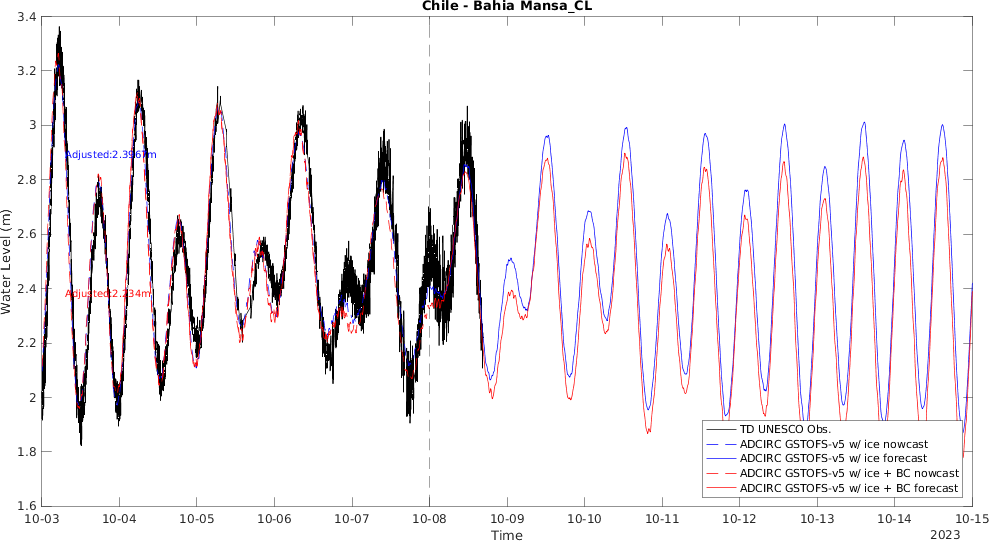 Chile - Bahia Mansa_CL
3.4
3.2
3
2.8
2.6
2.4
2.2
2
1.8
1.6
Water Level (m)
Adjusted:2.3967m
Adjusted:2.234m
TD UNESCO Obs.
ADCIRC GSTOFS-v5 w/ ice nowcast
ADCIRC GSTOFS-v5 w/ ice forecast
ADCIRC GSTOFS-v5 w/ ice + BC nowcast
ADCIRC GSTOFS-v5 w/ ice + BC forecast
10-03 10-04 10-05 10-06 10-07 10-08 10-09 10-10 10-11 10-12 10-13 10-14 10-15
Time
2023